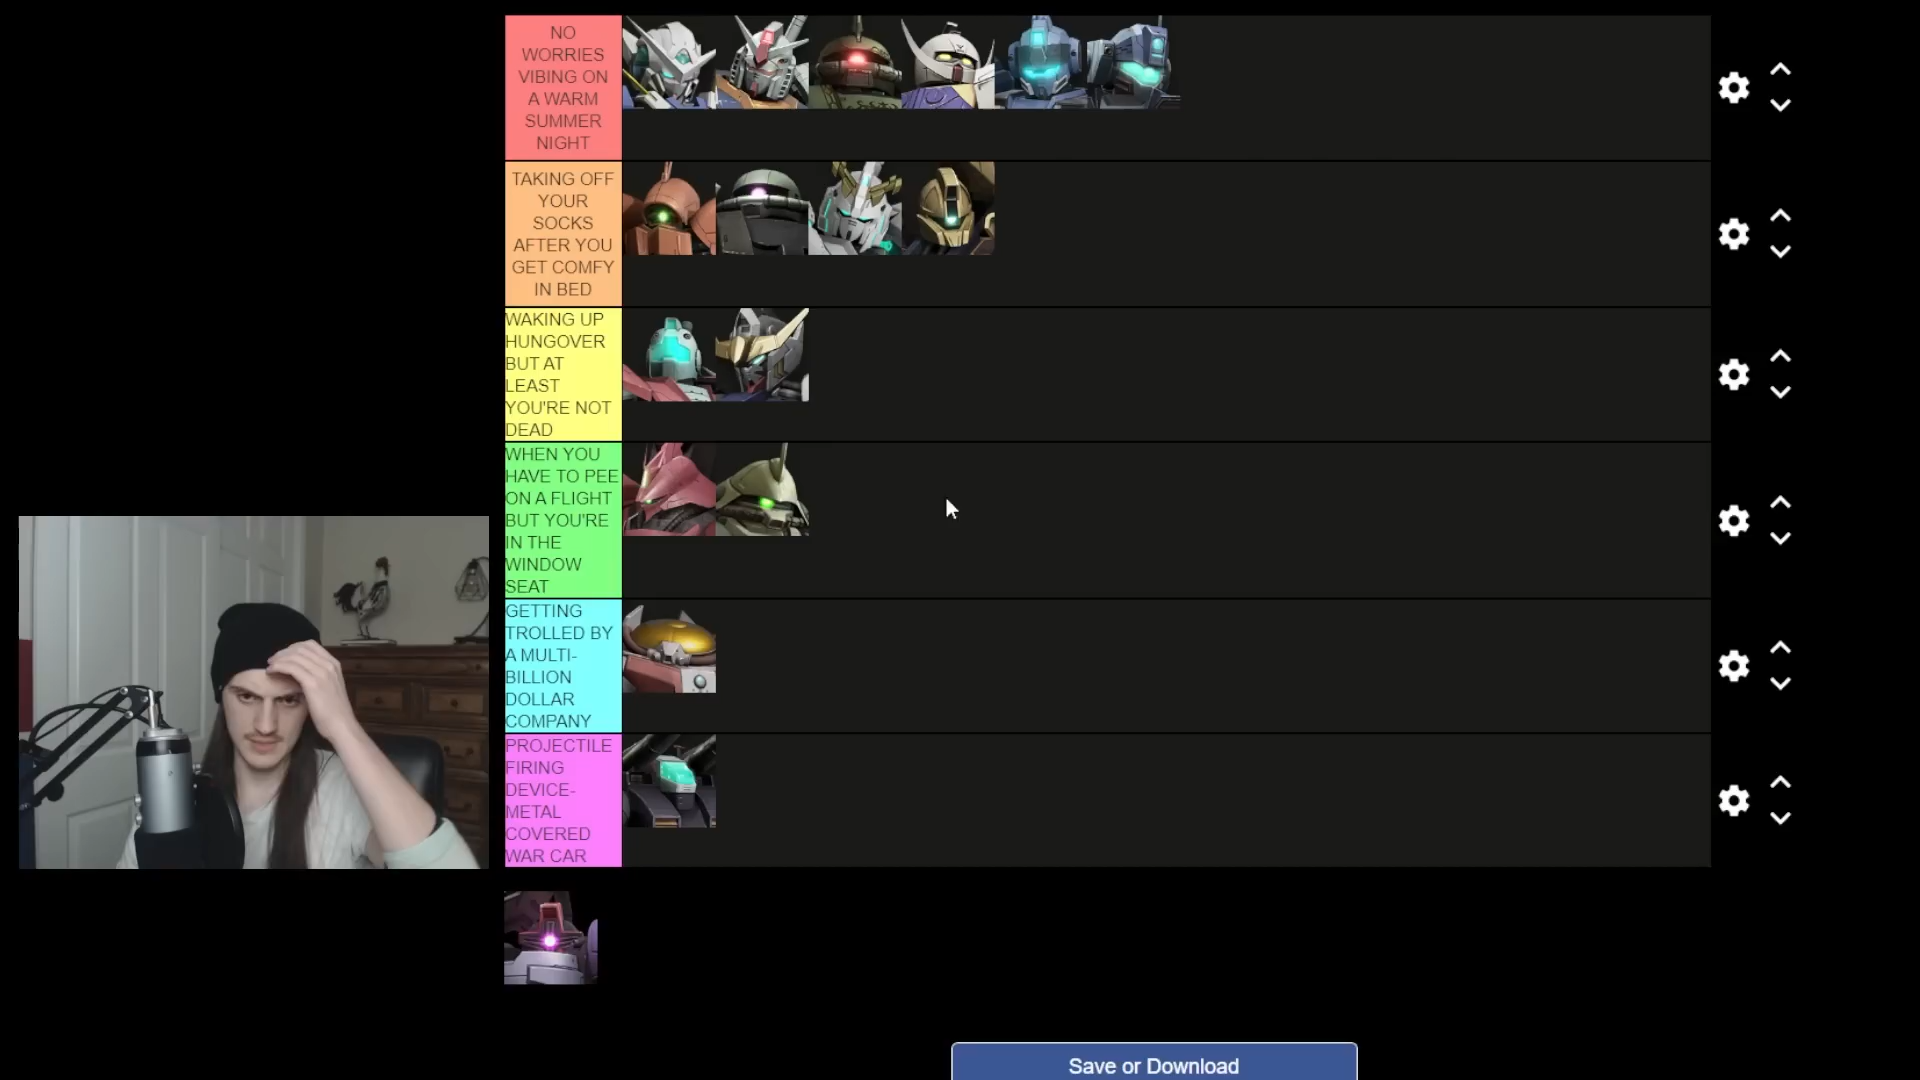 NO
WORRIES
VIBING ON
A WARM
SUMMER
NIGHT
TAKING OFF
YOUR
SOCKS
AFTER YOU
GET COMFY
IN BED
WAKING UP
HUNGOVER
BUT AT
LEAST
YOU'RE NOT
DEAD
WHEN YOU
HAVE TO PEE
ON A FLIGHT
BUT YOU'RE
IN THE
WINDOW
SEAT
GETTING
TROLLED BY
A MULTI-
BILLION
DOLLAR
COMPANY
PROJECTILE
FIRING
DEVICE-
METAL
COVERED
WAR CAR
Save or Download